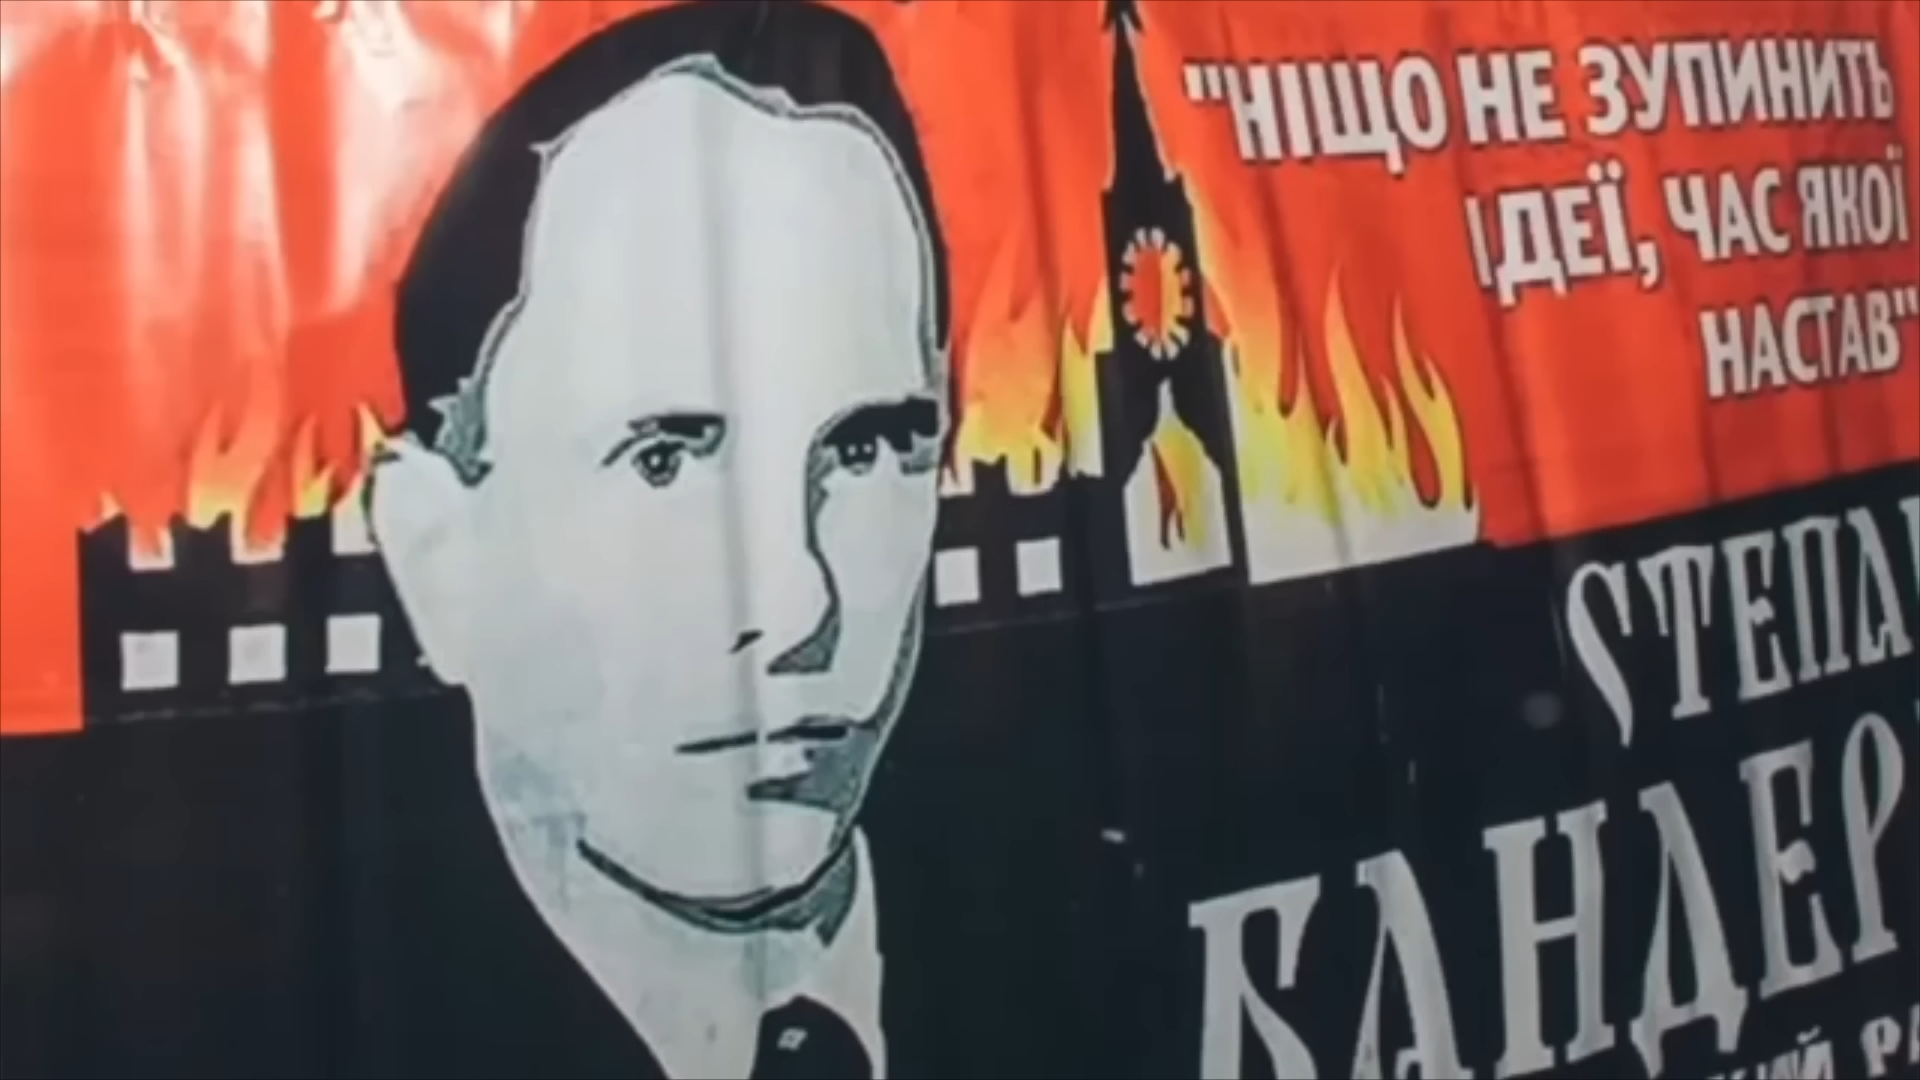 "НІЩО НЕ ЗУПИНИТЬ
ІДЕЇ, ЧАС ЯКОЇ
НАСТАВ"
СТЕПА
БАНДЕР